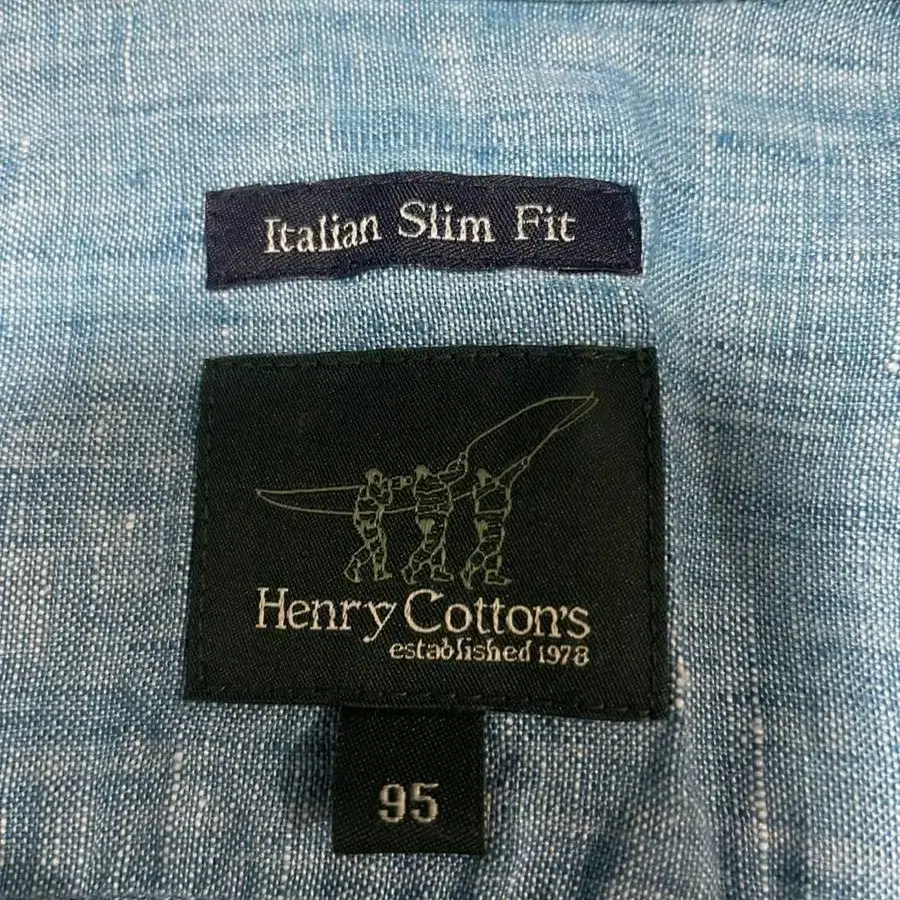 Italian Slim Fit
Henry Cotton's
established 1978
95